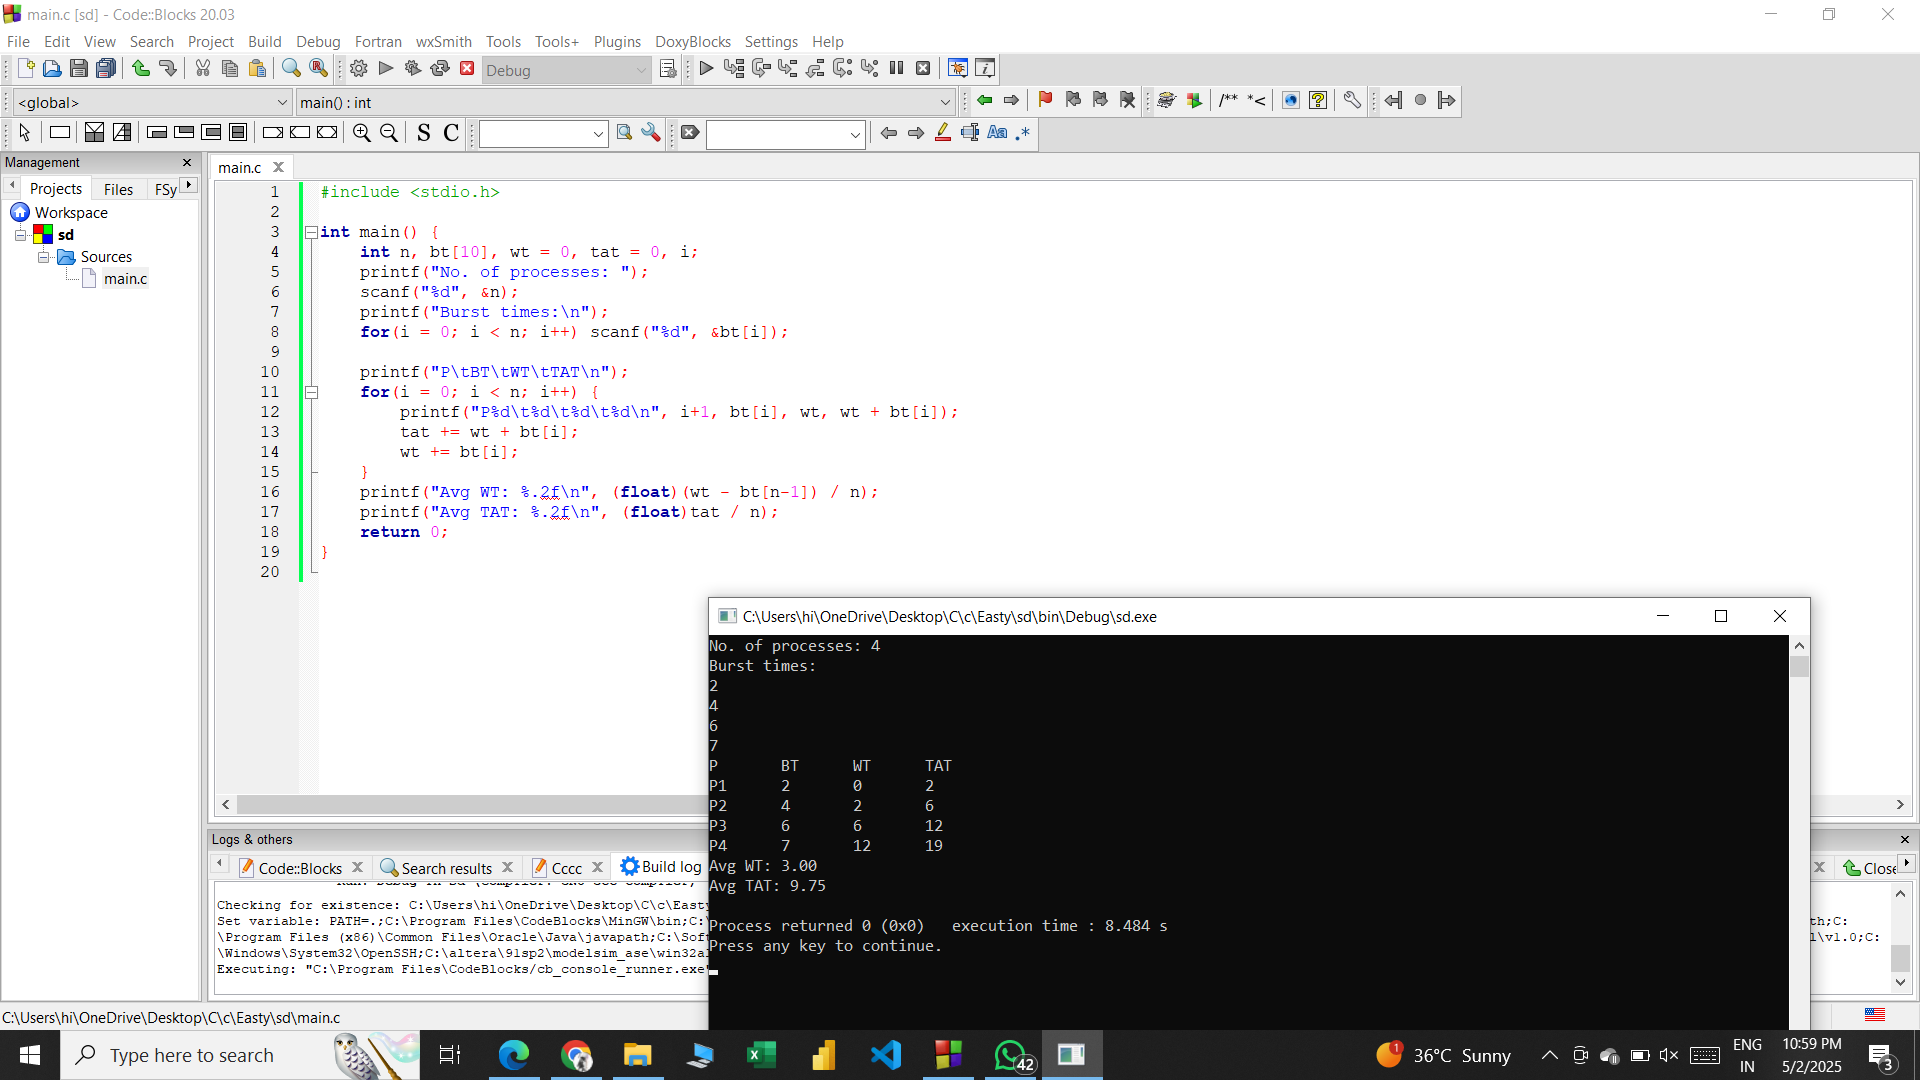 main.c [sd] - Code::Blocks 20.03
File Edit View Search Project Build Debug Fortran wxSmith Tools Tools+ Plugins DoxyBlocks Settings Help
Debug
<global> main() : int
/** *<
S C Aa .*
Management
Projects Files FSy
Workspace
sd
Sources
main.c
main.c
1 #include <stdio.h>
2
3 int main() {
4 int n, bt[10], wt = 0, tat = 0, i;
5 printf("No. of processes: ");
6 scanf("%d", &n);
7 printf("Burst times:\n");
8 for(i = 0; i < n; i++) scanf("%d", &bt[i]);
9
10 printf("P\tBT\tWT\tTAT\n");
11 for(i = 0; i < n; i++) {
12 printf("P%d\t%d\t%d\t%d\n", i+1, bt[i], wt, wt + bt[i]);
13 tat += wt + bt[i];
14 wt += bt[i];
15 }
16 printf("Avg WT: %.2f\n", (float)(wt - bt[n-1]) / n);
17 printf("Avg TAT: %.2f\n", (float)tat / n);
18 return 0;
19 }
20
C:\Users\hi\OneDrive\Desktop\C\c\Easty\sd\bin\Debug\sd.exe
No. of processes: 4
Burst times:
2
4
6
7
P BT WT TAT
P1 2 0 2
P2 4 2 6
P3 6 6 12
P4 7 12 19
Avg WT: 3.00
Avg TAT: 9.75
Process returned 0 (0x0) execution time : 8.484 s
Press any key to continue.
Logs & others
Code::Blocks Search results Cccc Build log Close
Checking for existence: C:\Users\hi\OneDrive\Desktop\C\c\Easty
Set variable: PATH=.;C:\Program Files\CodeBlocks\MinGW\bin;C:\ th;C:
\Program Files (x86)\Common Files\Oracle\Java\javapath;C:\Sof l\v1.0;C:
\Windows\System32\OpenSSH;C:\altera\91sp2\modelsim_ase\win32a
Executing: "C:\Program Files\CodeBlocks/cb_console_runner.exe"
C:\Users\hi\OneDrive\Desktop\C\c\Easty\sd\main.c
Type here to search
42
1
36°C Sunny
ENG
IN
10:59 PM
5/2/2025
3